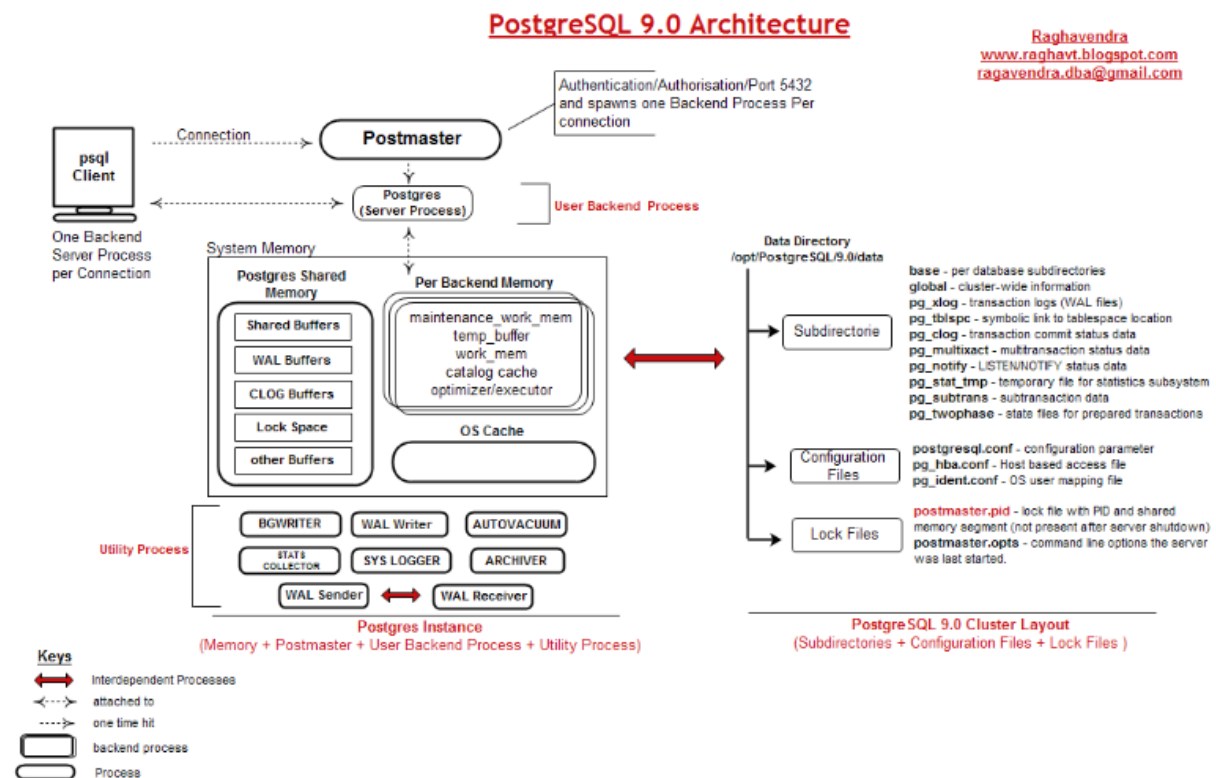 PostgreSQL 9.0 Architecture
Raghavendra
www.raghavt.blogspot.com
ragavendra.dba@gmail.com
Authentication/Authorisation/Port 5432
and spawns one Backend Process Per
connection
Connection
Postmaster
psql
Client
Postgres
(Server Process)
User Backend Process
One Backend
Server Process
per Connection
System Memory
Postgres Shared
Memory
Shared Buffers
WAL Buffers
CLOG Buffers
Lock Space
other Buffers
Per Backend Memory
maintenance_work_mem
temp_buffer
work_mem
catalog cache
optimizer/executor
OS Cache
Utility Process
BGWRITER
WAL Writer
AUTOVACUUM
STATS
COLLECTOR
SYS LOGGER
ARCHIVER
WAL Sender
WAL Receiver
Postgres Instance
(Memory + Postmaster + User Backend Process + Utility Process)
Data Directory
/opt/PostgreSQL/9.0/data
Subdirectorie
base - per database subdirectories
global - cluster-wide information
pg_xlog - transaction logs (WAL files)
pg_tblspc - symbolic link to tablespace location
pg_clog - transaction commit status data
pg_multixact - multitransaction status data
pg_notify - LISTEN/NOTIFY status data
pg_stat_tmp - temporary file for statistics subsystem
pg_subtrans - subtransaction data
pg_twophase - state files for prepared transactions
Configuration
Files
postgresql.conf - configuration parameter
pg_hba.conf - Host based access file
pg_ident.conf - OS user mapping file
Lock Files
postmaster.pid - lock file with PID and shared
memory segment (not present after server shutdown)
postmaster.opts - command line options the server
was last started.
PostgreSQL 9.0 Cluster Layout
(Subdirectories + Configuration Files + Lock Files )
Keys
Interdependent Processes
attached to
one time hit
backend process
Process